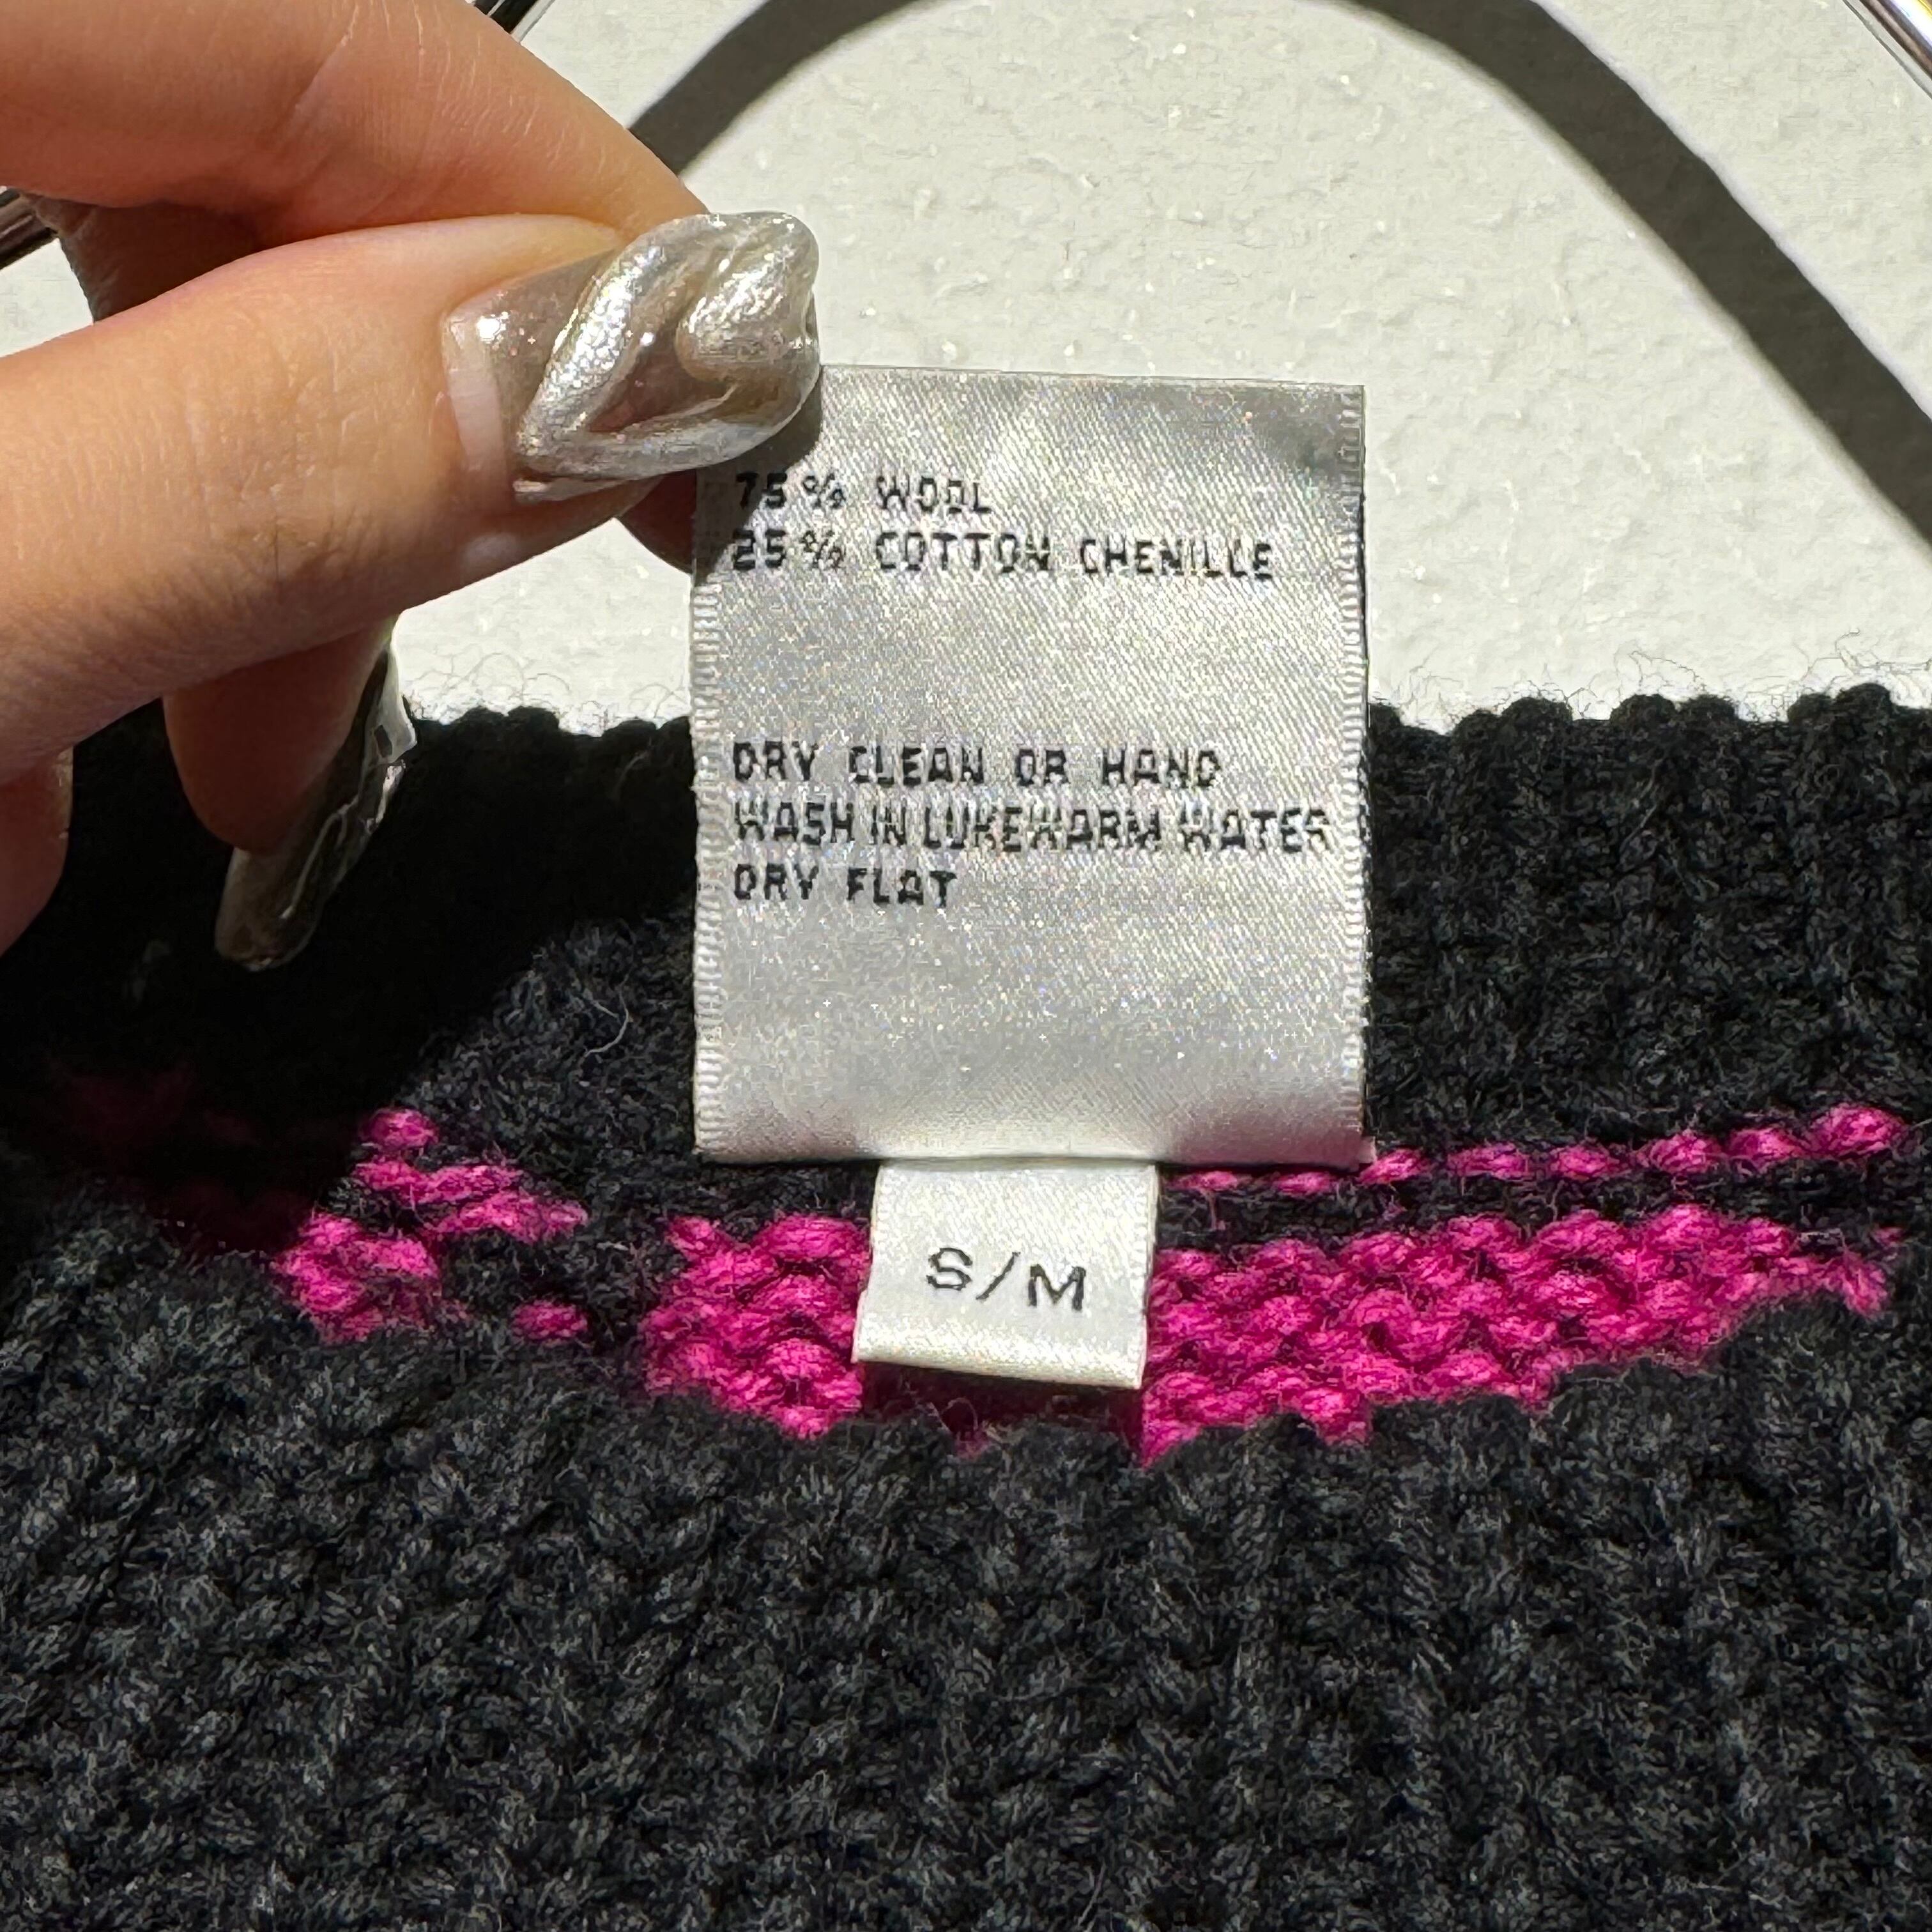 75% WOOL
25% COTTON CHENILLE
DRY CLEAN OR HAND
WASH IN LUKEWARM WATER
DRY FLAT
S/M